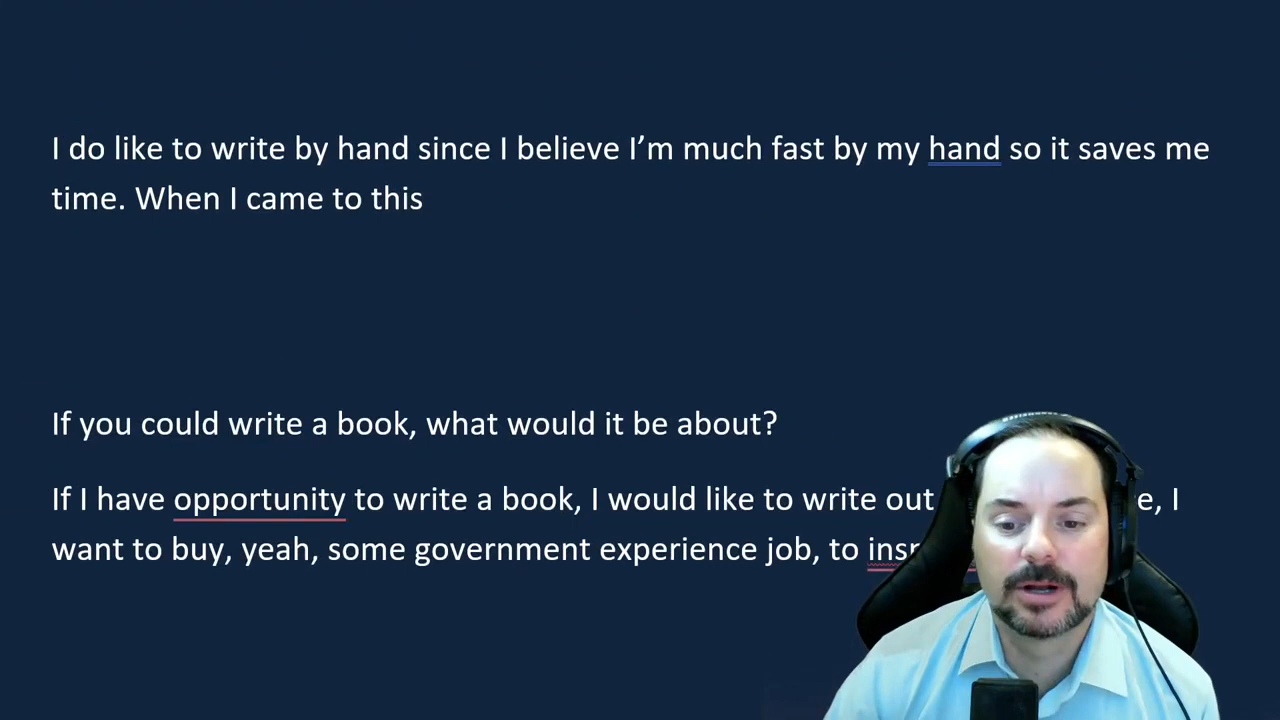 I do like to write by hand since I believe I’m much fast by my hand so it saves me
time. When I came to this
If you could write a book, what would it be about?
If I have opportunity to write a book, I would like to write out I
want to buy, yeah, some government experience job, to